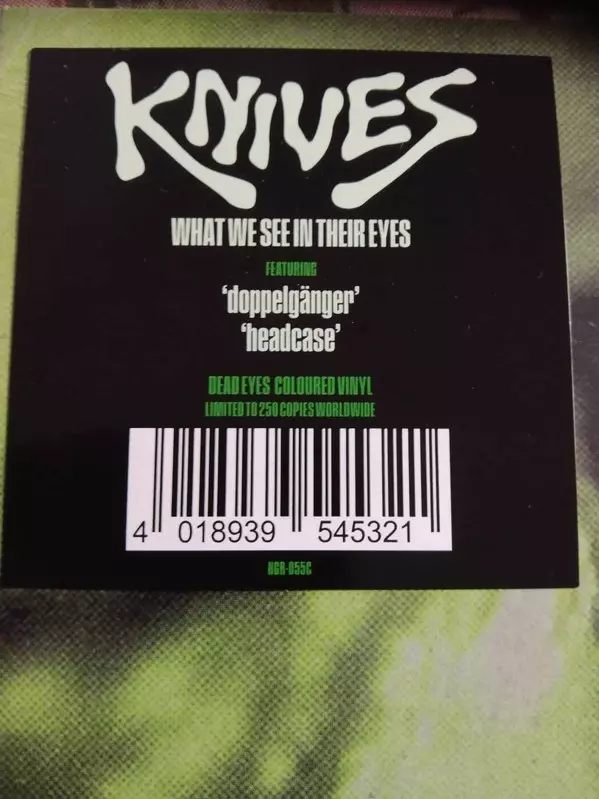 KNIVES
WHAT WE SEE IN THEIR EYES
FEATURING
‘doppelgänger’
‘headcase’
DEAD EYES COLOURED VINYL
LIMITED TO 250 COPIES WORLDWIDE
4 018939 545321
NGR-055C